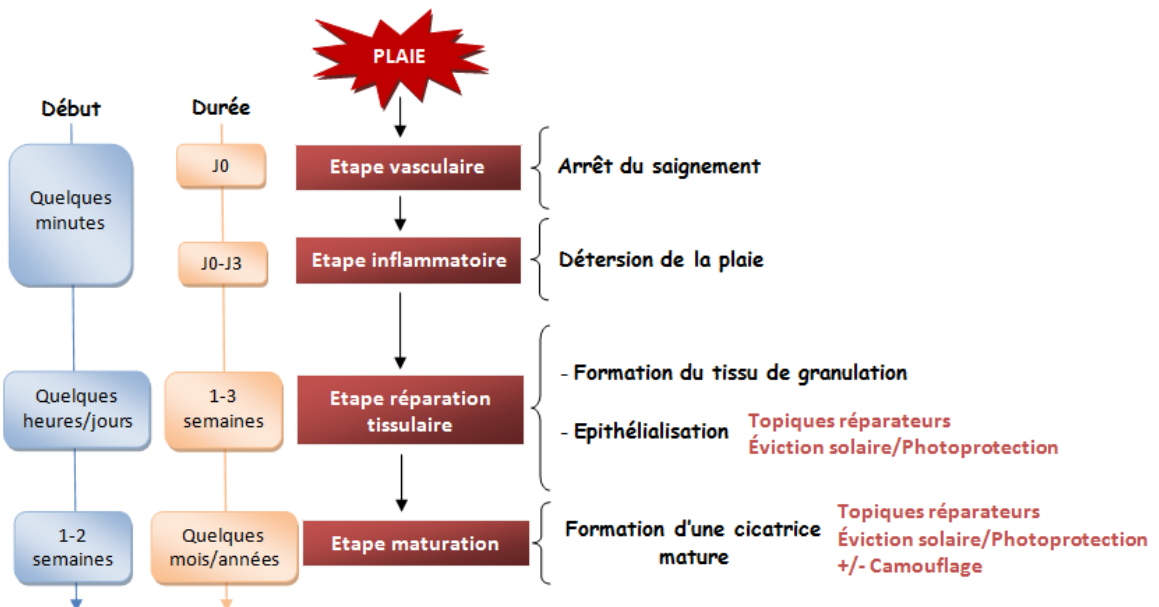 PLAIE
Début
Durée
Quelques
minutes
J0
Etape vasculaire
Arrêt du saignement
J0-J3
Etape inflammatoire
Détersion de la plaie
Quelques
heures/jours
1-3
semaines
Etape réparation
tissulaire
- Formation du tissu de granulation
- Epithélialisation
Topiques réparateurs
Éviction solaire/Photoprotection
1-2
semaines
Quelques
mois/années
Etape maturation
Formation d'une cicatrice
mature
Topiques réparateurs
Éviction solaire/Photoprotection
+/- Camouflage